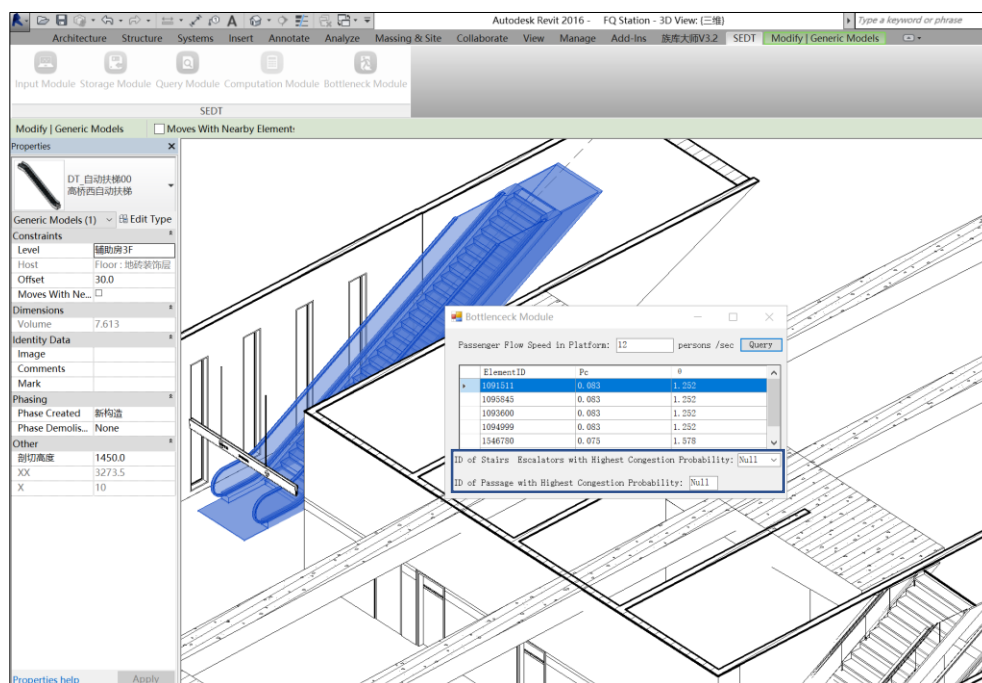 Autodesk Revit 2016 - FQ Station - 3D View: {三维}
Type a keyword or phrase
Architecture Structure Systems Insert Annotate Analyze Massing & Site Collaborate View Manage Add-Ins 族库大师V3.2 SEDT Modify | Generic Models
Input Module Storage Module Query Module Computation Module Bottleneck Module
SEDT
Modify | Generic Models
Moves With Nearby Elements
Properties
DT_自动扶梯00
高桥西自动扶梯
Generic Models (1)
Edit Type
Constraints
Level 辅助房3F
Host Floor : 地砖装饰层
Offset 30.0
Moves With Ne...
Dimensions
Volume 7.613
Identity Data
Image
Comments
Mark
Phasing
Phase Created 新构造
Phase Demolis... None
Other
剖切高度 1450.0
XX 3273.5
X 10
Properties help
Apply
Bottlenceck Module
Passenger Flow Speed in Platform: 12 persons /sec Query
ElementID Pc θ
1091511 0.083 1.252
1095845 0.083 1.252
1093600 0.083 1.252
1094999 0.083 1.252
1546780 0.075 1.578
ID of Stairs Escalators with Highest Congestion Probability: Null
ID of Passage with Highest Congestion Probability: Null